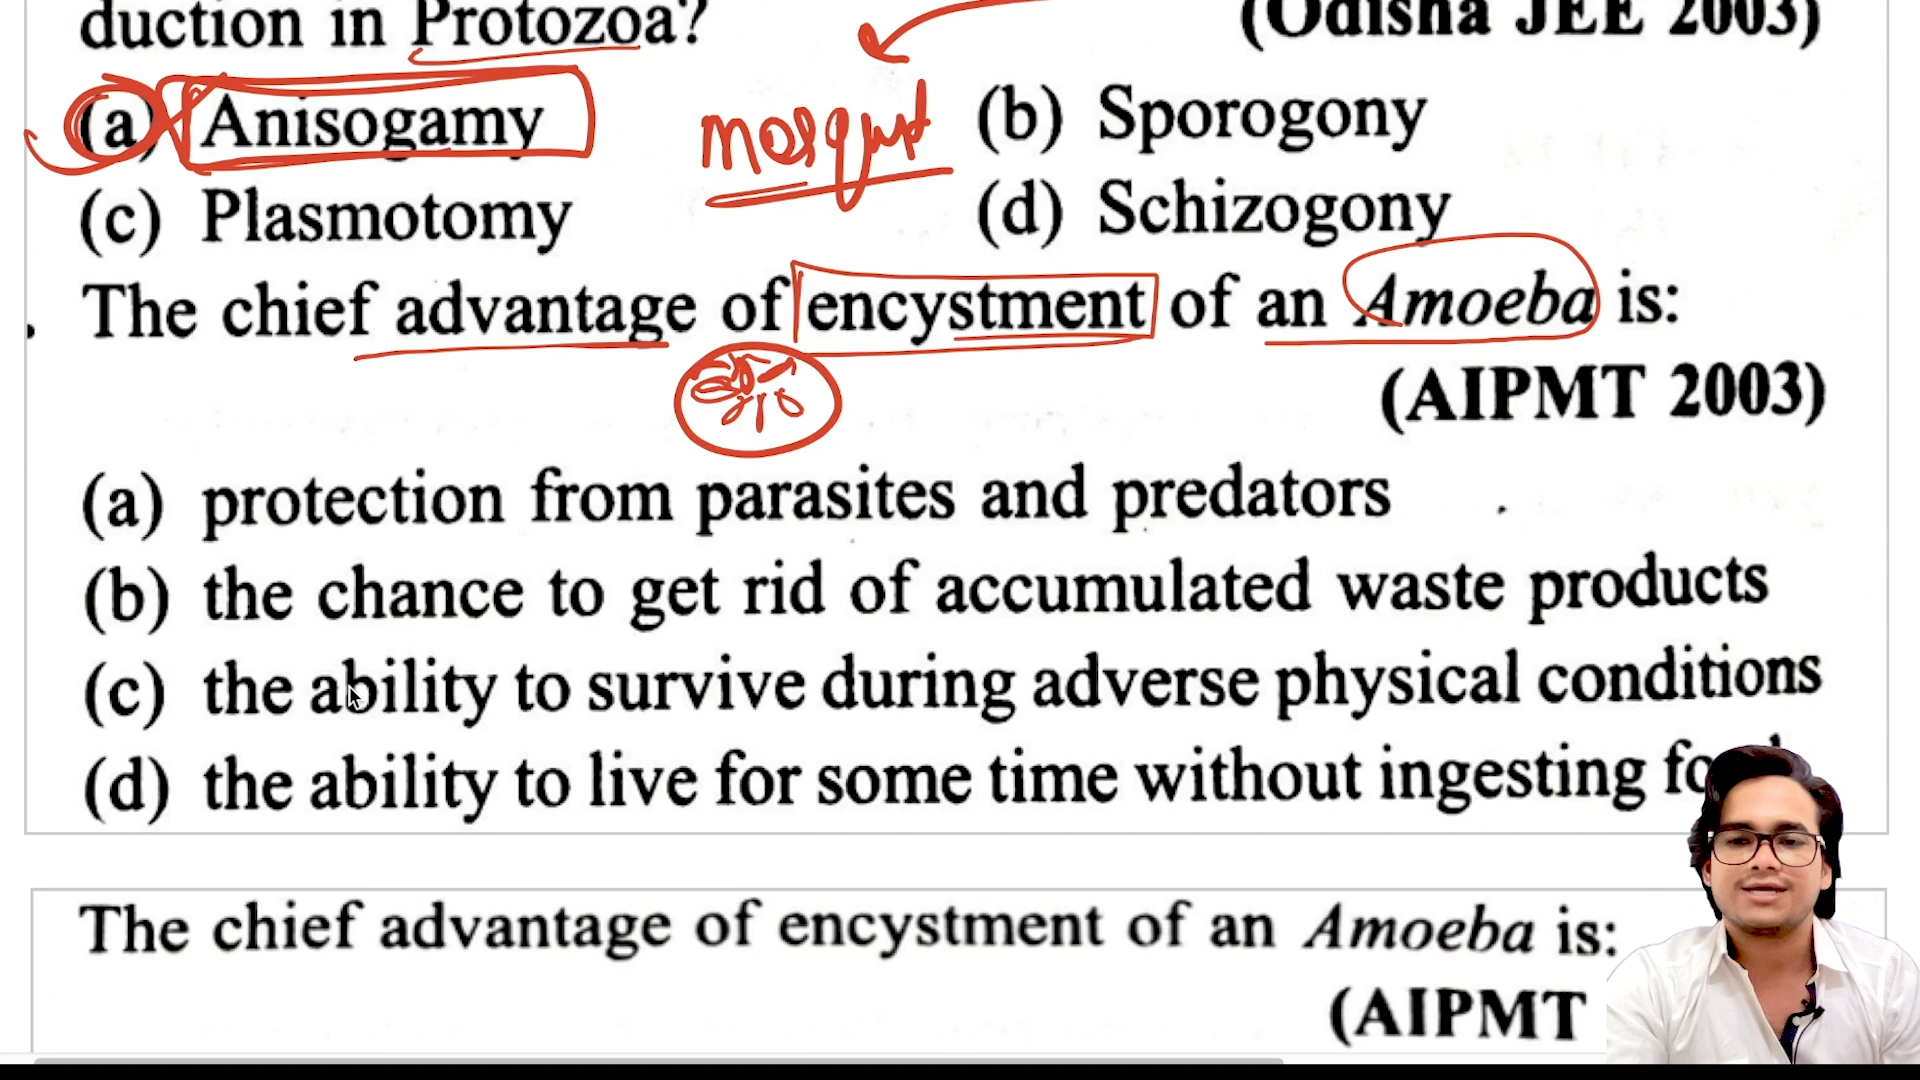 duction in Protozoa?
(Odisha JEE 2003)
(a) Anisogamy
(b) Sporogony
(c) Plasmotomy
(d) Schizogony
The chief advantage of encystment of an Amoeba is:
(AIPMT 2003)
(a) protection from parasites and predators
(b) the chance to get rid of accumulated waste products
(c) the ability to survive during adverse physical conditions
(d) the ability to live for some time without ingesting
The chief advantage of encystment of an Amoeba is:
(AIPMT